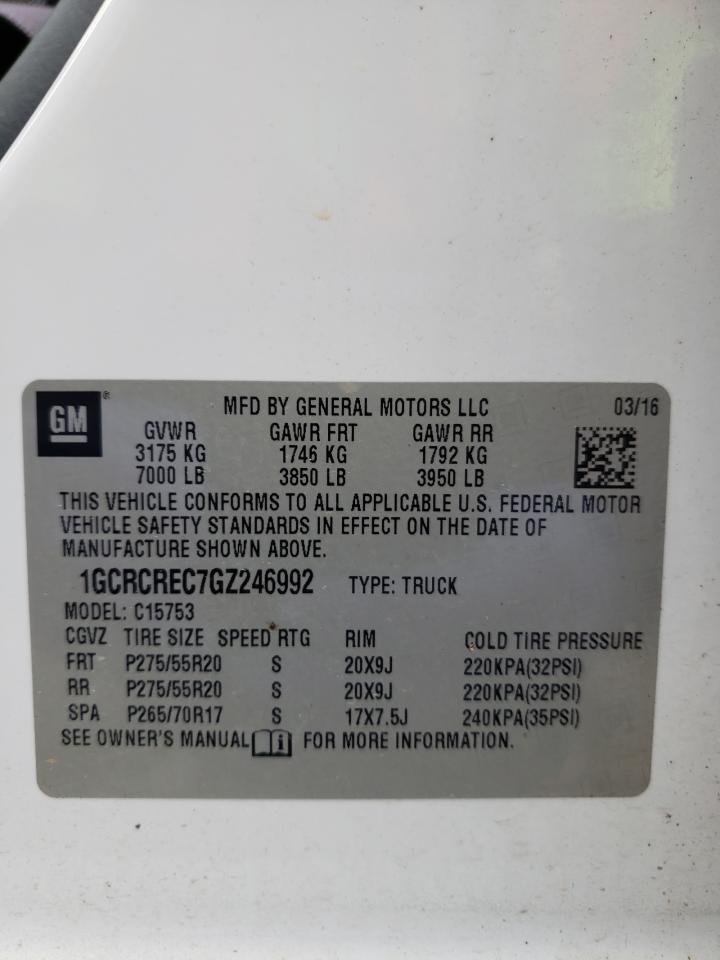 GM ®
MFD BY GENERAL MOTORS LLC 03/16
GVWR GAWR FRT GAWR RR
3175 KG 1746 KG 1792 KG
7000 LB 3850 LB 3950 LB
THIS VEHICLE CONFORMS TO ALL APPLICABLE U.S. FEDERAL MOTOR
VEHICLE SAFETY STANDARDS IN EFFECT ON THE DATE OF
MANUFACTURE SHOWN ABOVE.
1GCRCREC7GZ246992 TYPE: TRUCK
MODEL: C15753
CGVZ TIRE SIZE SPEED RTG RIM COLD TIRE PRESSURE
FRT P275/55R20 S 20X9J 220KPA(32PSI)
RR P275/55R20 S 20X9J 220KPA(32PSI)
SPA P265/70R17 S 17X7.5J 240KPA(35PSI)
SEE OWNER'S MANUAL i FOR MORE INFORMATION.